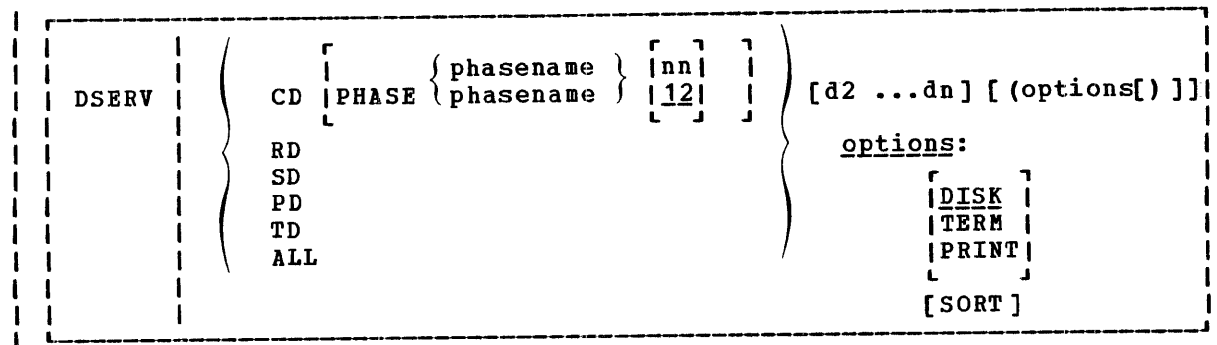 DSERV CD [PHASE {phasename} [nn]]
{phasename} [12] [d2 ...dn] [(options[)]]
RD options:
SD
PD [DISK]
TD [TERM]
ALL [PRINT]
[SORT]